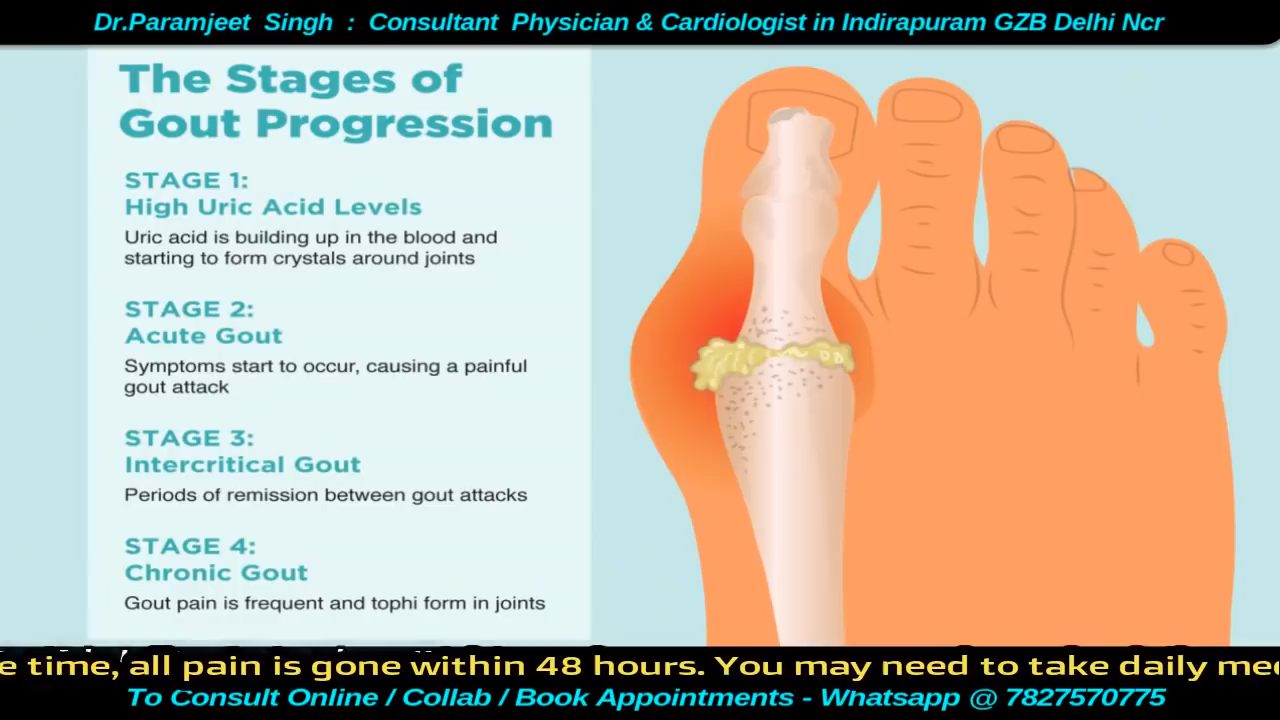 Dr.Paramjeet Singh : Consultant Physician & Cardiologist in Indirapuram GZB Delhi Ncr
The Stages of
Gout Progression
STAGE 1:
High Uric Acid Levels
Uric acid is building up in the blood and
starting to form crystals around joints
STAGE 2:
Acute Gout
Symptoms start to occur, causing a painful
gout attack
STAGE 3:
Intercritical Gout
Periods of remission between gout attacks
STAGE 4:
Chronic Gout
Gout pain is frequent and tophi form in joints
time, all pain is gone within 48 hours. You may need to take daily
To Consult Online / Collab / Book Appointments - Whatsapp @ 7827570775